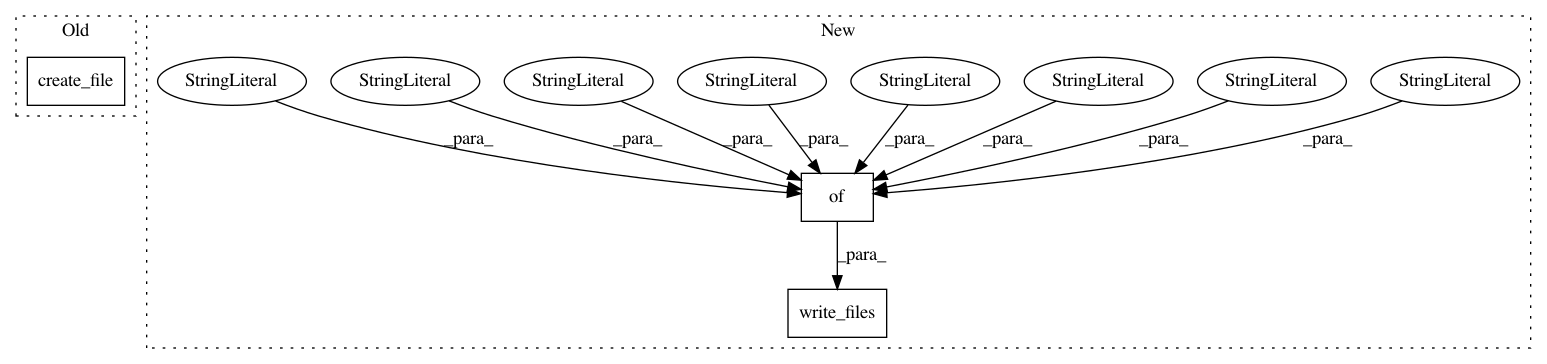 Old
New
create_file
StringLiteral
StringLiteral
StringLiteral
StringLiteral
StringLiteral
StringLiteral
StringLiteral
StringLiteral
_para_
_para_
_para_
_para_
_para_
_para_
_para_
_para_
of
_para_
write_files